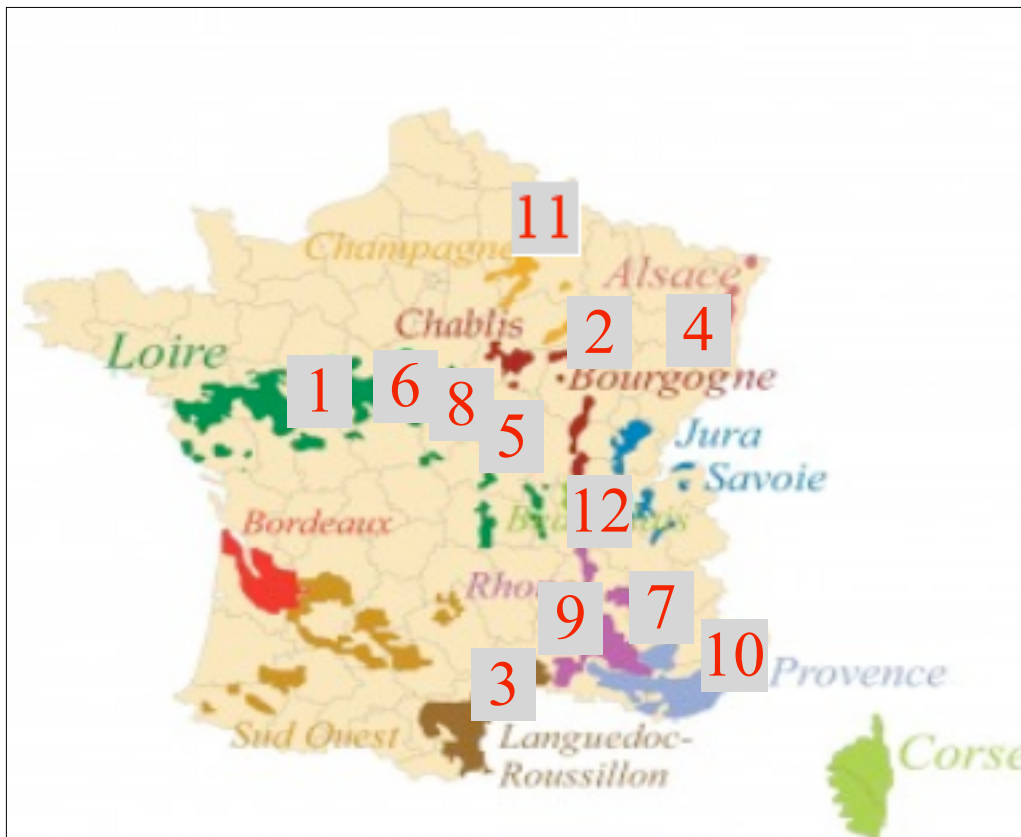 11
Champagne
Alsace
2
4
Chablis
Loire
1
6
8
Bourgogne
5
Jura
Savoie
12
Bordeaux
9
7
10
3
Provence
Sud Ouest
Languedoc-
Roussillon
Corse